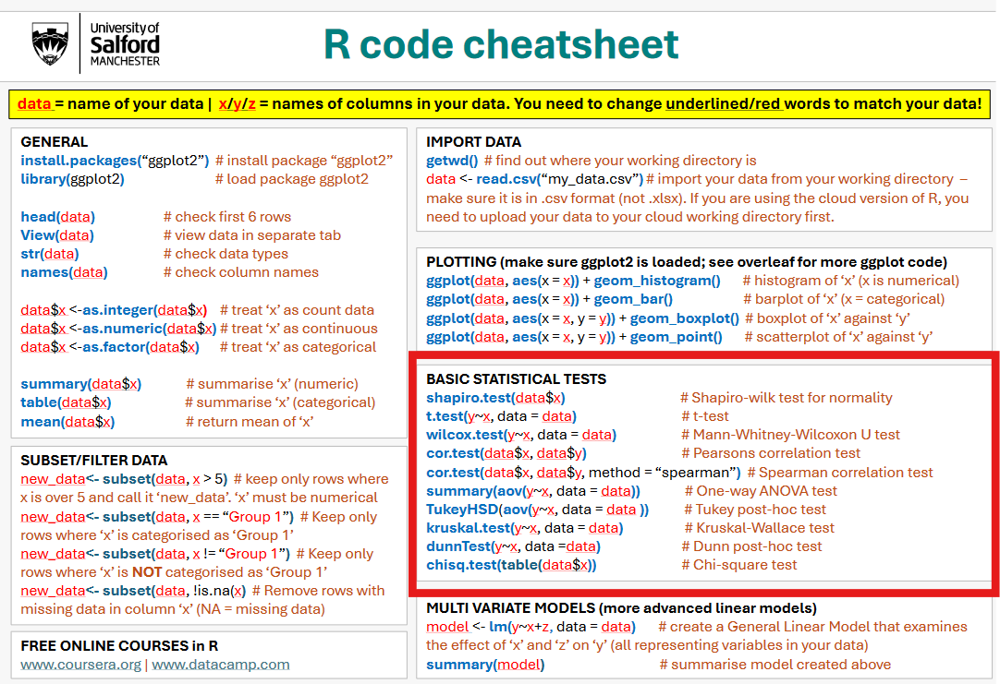 University of
Salford
MANCHESTER
R code cheatsheet
data = name of your data | x/y/z = names of columns in your data. You need to change underlined/red words to match your data!
GENERAL
install.packages(“ggplot2”) # install package “ggplot2”
library(ggplot2) # load package ggplot2
head(data) # check first 6 rows
View(data) # view data in separate tab
str(data) # check data types
names(data) # check column names
data$x <-as.integer(data$x) # treat ‘x’ as count data
data$x <-as.numeric(data$x) # treat ‘x’ as continuous
data$x <-as.factor(data$x) # treat ‘x’ as categorical
summary(data$x) # summarise ‘x’ (numeric)
table(data$x) # summarise ‘x’ (categorical)
mean(data$x) # return mean of ‘x’
SUBSET/FILTER DATA
new_data<- subset(data, x > 5) # keep only rows where
x is over 5 and call it ‘new_data’. ‘x’ must be numerical
new_data<- subset(data, x == “Group 1”) # Keep only
rows where ‘x’ is categorised as ‘Group 1’
new_data<- subset(data, x != “Group 1”) # Keep only
rows where ‘x’ is NOT categorised as ‘Group 1’
new_data<- subset(data, !is.na(x) # Remove rows with
missing data in column ‘x’ (NA = missing data)
FREE ONLINE COURSES in R
www.coursera.org | www.datacamp.com
IMPORT DATA
getwd() # find out where your working directory is
data <- read.csv(“my_data.csv”) # import your data from your working directory –
make sure it is in .csv format (not .xlsx). If you are using the cloud version of R, you
need to upload your data to your cloud working directory first.
PLOTTING (make sure ggplot2 is loaded; see overleaf for more ggplot code)
ggplot(data, aes(x = x)) + geom_histogram() # histogram of ‘x’ (x is numerical)
ggplot(data, aes(x = x)) + geom_bar() # barplot of ‘x’ (x = categorical)
ggplot(data, aes(x = x, y = y)) + geom_boxplot() # boxplot of ‘x’ against ‘y’
ggplot(data, aes(x = x, y = y)) + geom_point() # scatterplot of ‘x’ against ‘y’
BASIC STATISTICAL TESTS
shapiro.test(data$x) # Shapiro-wilk test for normality
t.test(y~x, data = data) # t-test
wilcox.test(y~x, data = data) # Mann-Whitney-Wilcoxon U test
cor.test(data$x, data$y) # Pearsons correlation test
cor.test(data$x, data$y, method = “spearman”) # Spearman correlation test
summary(aov(y~x, data = data)) # One-way ANOVA test
TukeyHSD(aov(y~x, data = data )) # Tukey post-hoc test
kruskal.test(y~x, data = data) # Kruskal-Wallace test
dunnTest(y~x, data =data) # Dunn post-hoc test
chisq.test(table(data$x)) # Chi-square test
MULTI VARIATE MODELS (more advanced linear models)
model <- lm(y~x+z, data = data) # create a General Linear Model that examines
the effect of ‘x’ and ‘z’ on ‘y’ (all representing variables in your data)
summary(model) # summarise model created above